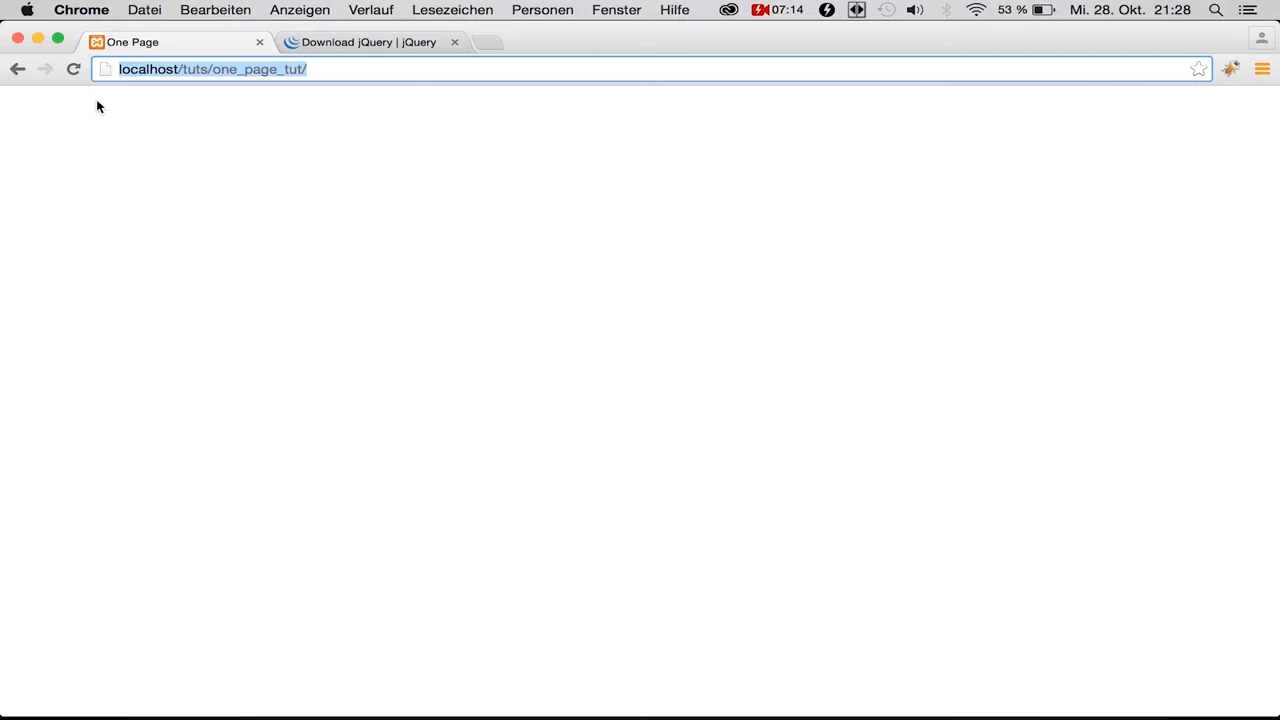 Chrome Datei Bearbeiten Anzeigen Verlauf Lesezeichen Personen Fenster Hilfe 07:14 53 % Mi. 28. Okt. 21:28
One Page Download jQuery | jQuery
localhost/tuts/one_page_tut/